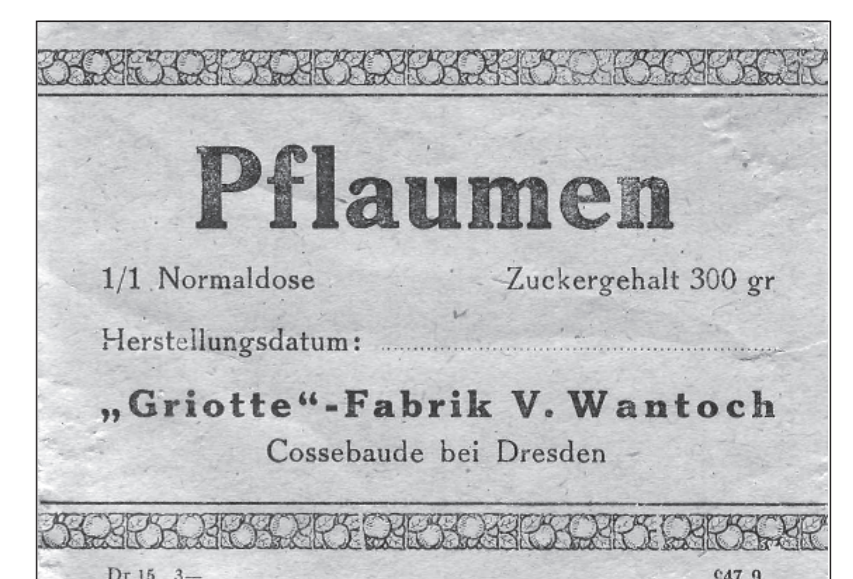 Pflaumen
1/1 Normaldose Zuckergehalt 300 gr
Herstellungsdatum:
„Griotte“-Fabrik V. Wantoch
Cossebaude bei Dresden
Dr 15 3—